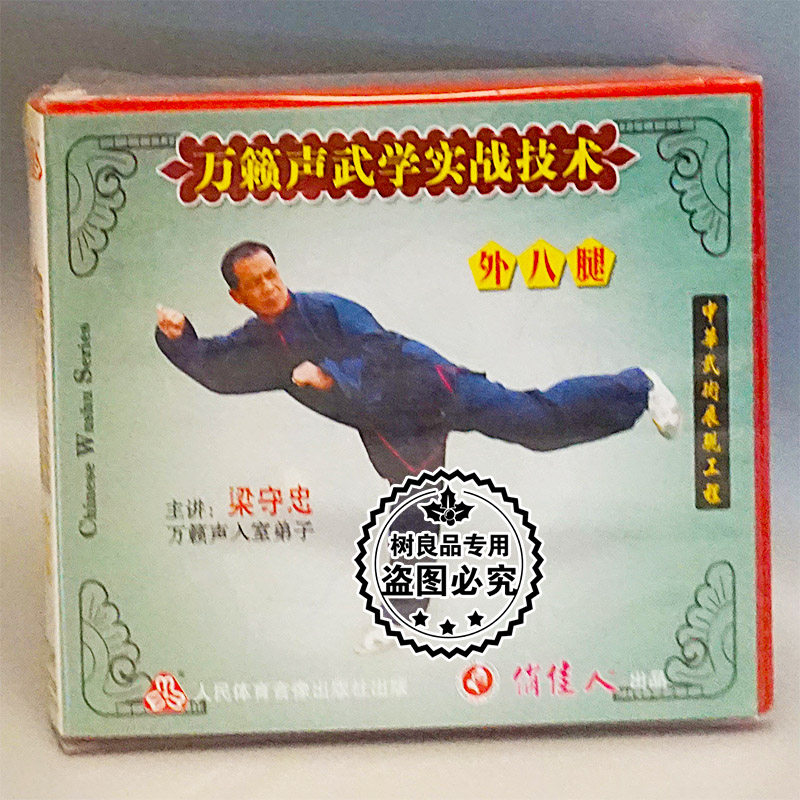 万籁声武学实战技术
外八腿
中华武术展现工程
Chinese Wushu Series
主讲：梁守忠
万籁声入室弟子
树良品专用
盗图必究
人民体育音像出版社出版
俏佳人 出品